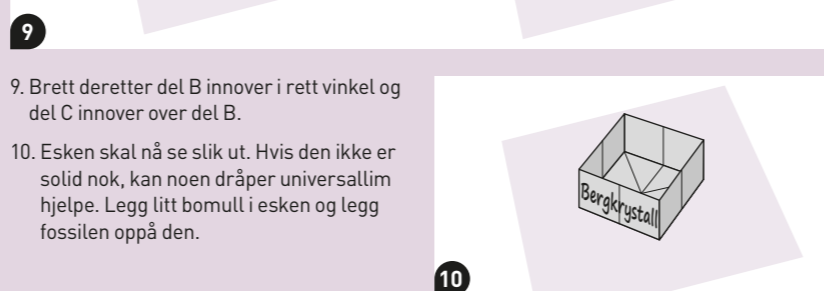 9
9. Brett deretter del B innover i rett vinkel og
del C innover over del B.
10. Esken skal nå se slik ut. Hvis den ikke er
solid nok, kan noen dråper universallim
hjelpe. Legg litt bomull i esken og legg
fossilen oppå den.
Bergkrystall
10